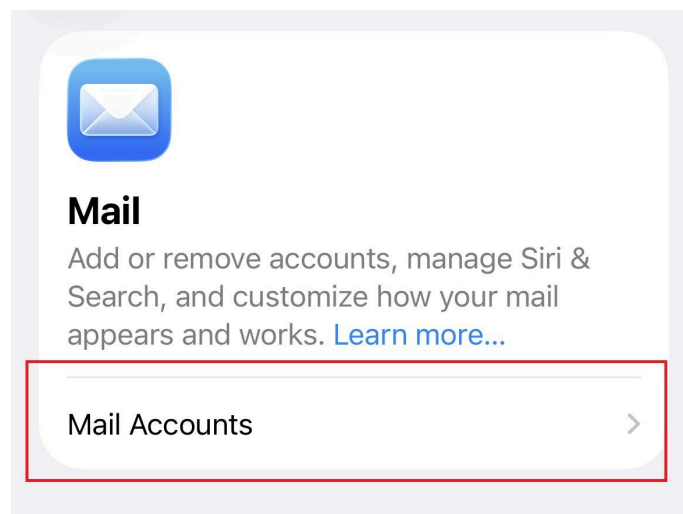 Mail
Add or remove accounts, manage Siri &
Search, and customize how your mail
appears and works. Learn more...
Mail Accounts